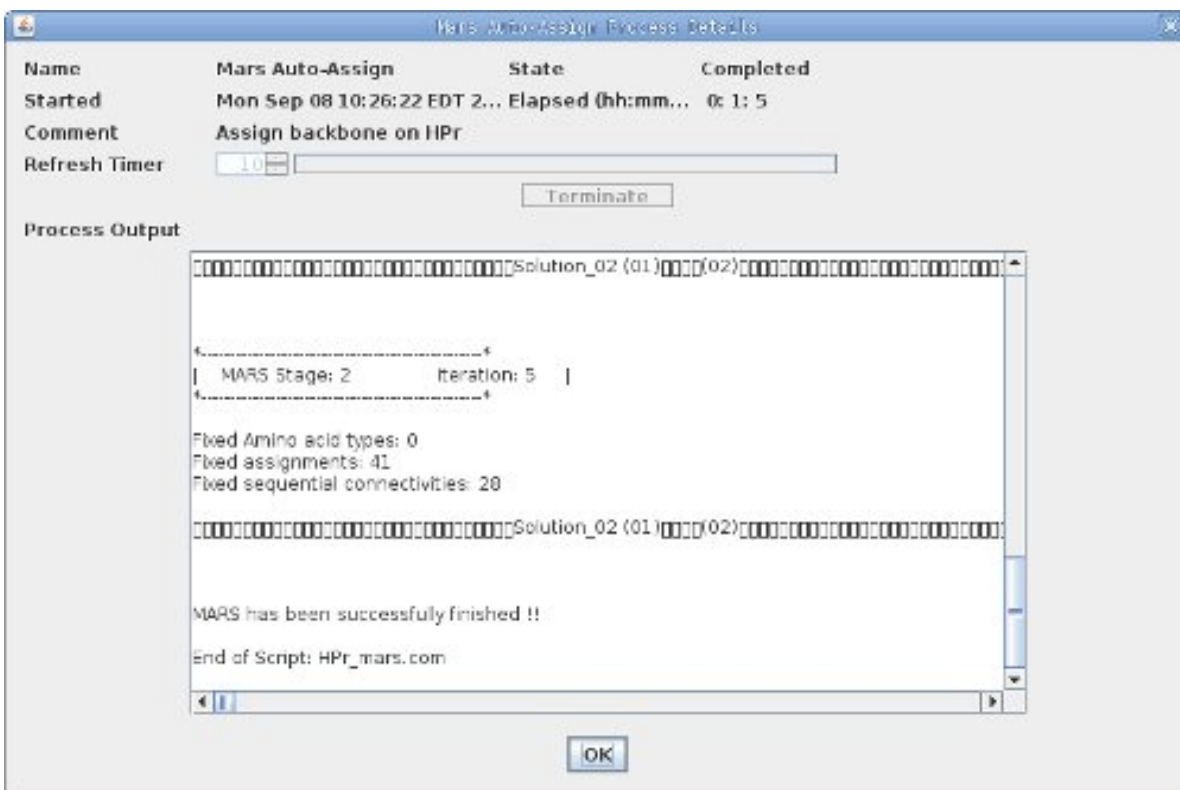 Mars Auto-Assign Process Details
Name Mars Auto-Assign State Completed
Started Mon Sep 08 10:26:22 EDT 2... Elapsed (hh:mm... 0: 1: 5
Comment Assign backbone on HPr
Refresh Timer 10
Terminate
Process Output
Solution_02 (01) (02)
MARS Stage: 2 Iteration: 5
Fixed Amino acid types: 0
Fixed assignments: 41
Fixed sequential connectivities: 28
Solution_02 (01) (02)
MARS has been successfully finished !!
End of Script: HPr_mars.com
OK